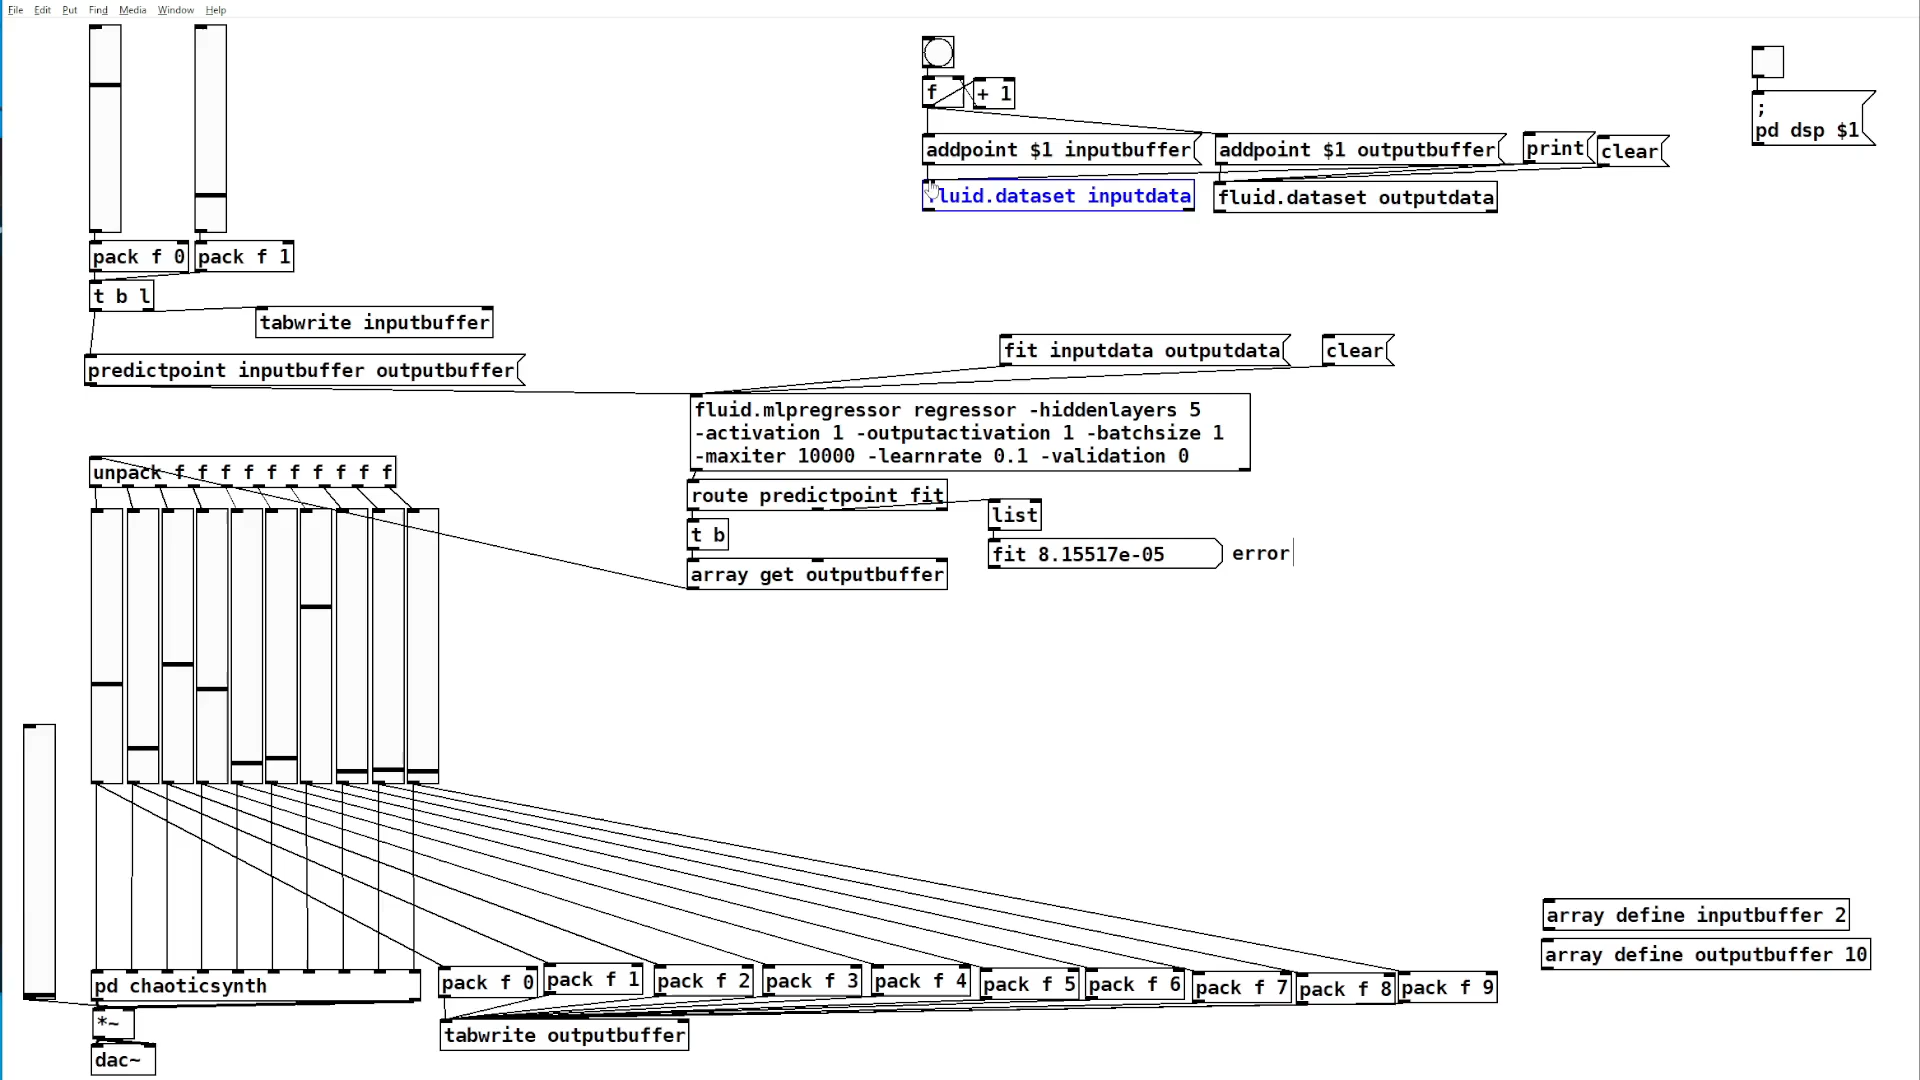 File Edit Put Find Media Window Help
f
+ 1
;
pd dsp $1
addpoint $1 inputbuffer
addpoint $1 outputbuffer
print
clear
fluid.dataset inputdata
fluid.dataset outputdata
pack f 0
pack f 1
t b l
tabwrite inputbuffer
predictpoint inputbuffer outputbuffer
fit inputdata outputdata
clear
fluid.mlpregressor regressor -hiddenlayers 5
-activation 1 -outputactivation 1 -batchsize 1
-maxiter 10000 -learnrate 0.1 -validation 0
unpack f f f f f f f f f f
route predictpoint fit
list
t b
fit 8.15517e-05
error
array get outputbuffer
array define inputbuffer 2
array define outputbuffer 10
pd chaoticsynth
pack f 0
pack f 1
pack f 2
pack f 3
pack f 4
pack f 5
pack f 6
pack f 7
pack f 8
pack f 9
*~
tabwrite outputbuffer
dac~